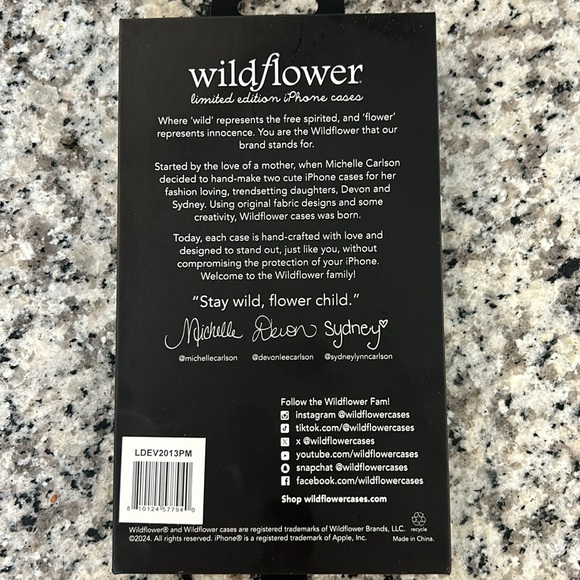 wildflower
limited edition iPhone cases
Where 'wild' represents the free spirited, and 'flower'
represents innocence. You are the Wildflower that our
brand stands for.
Started by the love of a mother, when Michelle Carlson
decided to hand-make two cute iPhone cases for her
fashion loving, trendsetting daughters, Devon and
Sydney. Using original fabric designs and some
creativity, Wildflower cases was born.
Today, each case is hand-crafted with love and
designed to stand out, just like you, without
compromising the protection of your iPhone.
Welcome to the Wildflower family!
"Stay wild, flower child."
Michelle Devon Sydney
@michellecarlson @devonleecarlson @sydneylynncarlson
Follow the Wildflower Fam!
instagram @wildflowercases
tiktok.com/@wildflowercases
x @wildflowercases
youtube.com/wildflowercases
snapchat @wildflowercases
facebook.com/wildflowercases
Shop wildflowercases.com
LDEV2013PM
8 10124 57794 0
Wildflower® and Wildflower cases are registered trademarks of Wildflower Brands, LLC.
©2024. All rights reserved. iPhone® is a registered trademark of Apple, Inc.
recycle
Made in China.